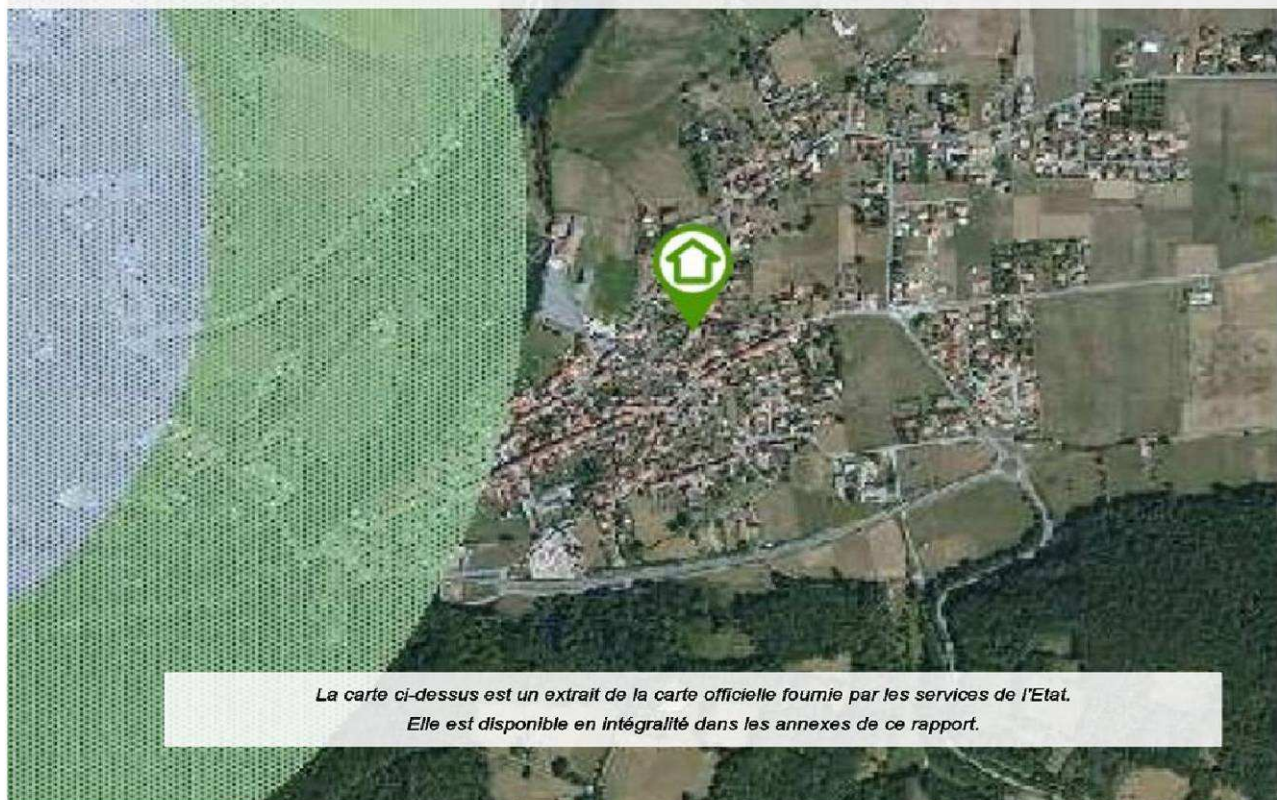 La carte ci-dessus est un extrait de la carte officielle fournie par les services de l'Etat.
Elle est disponible en intégralité dans les annexes de ce rapport.